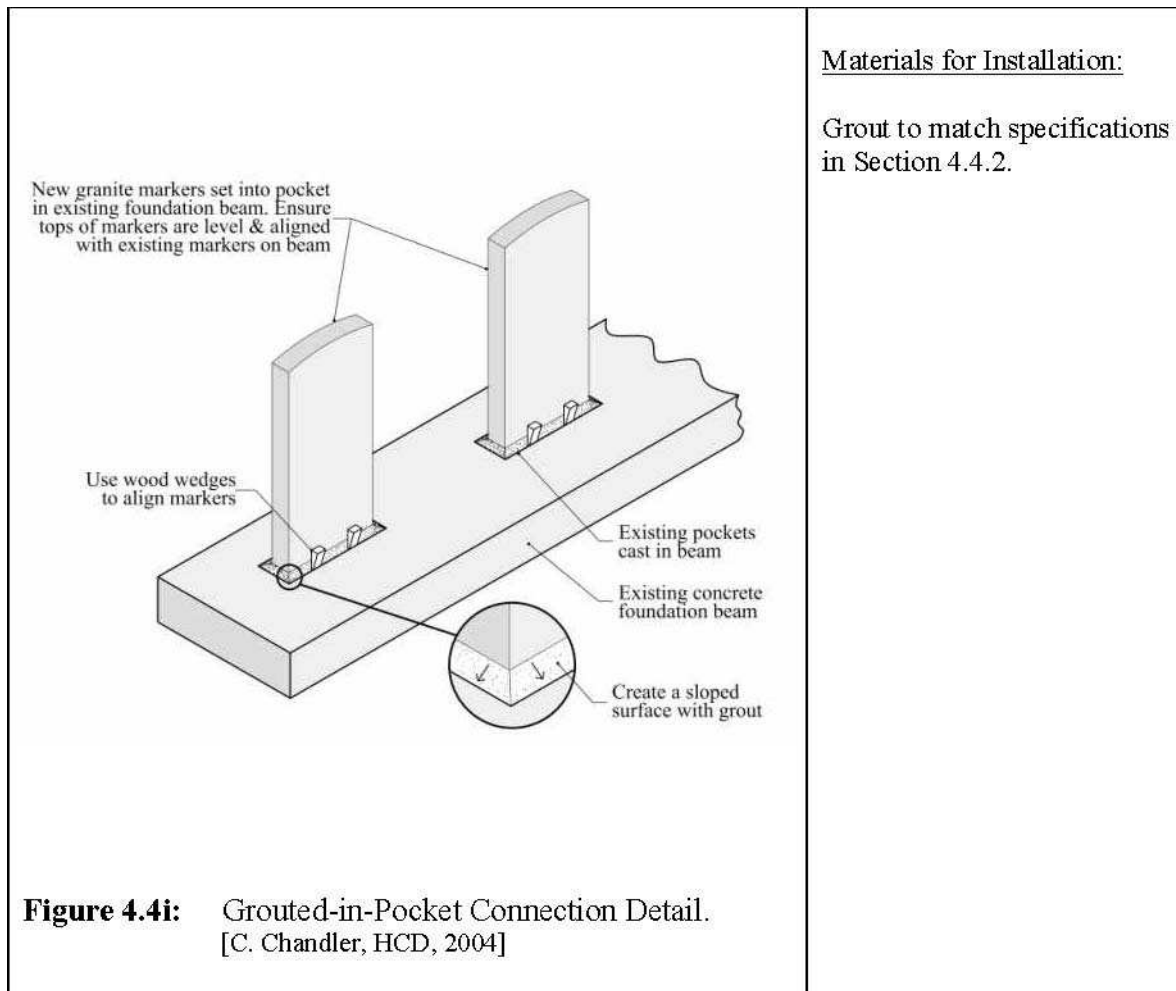 New granite markers set into pocket
in existing foundation beam. Ensure
tops of markers are level & aligned
with existing markers on beam
Use wood wedges
to align markers
Existing pockets
cast in beam
Existing concrete
foundation beam
Create a sloped
surface with grout
Figure 4.4i: Grouted-in-Pocket Connection Detail.
[C. Chandler, HCD, 2004]
Materials for Installation:
Grout to match specifications
in Section 4.4.2.